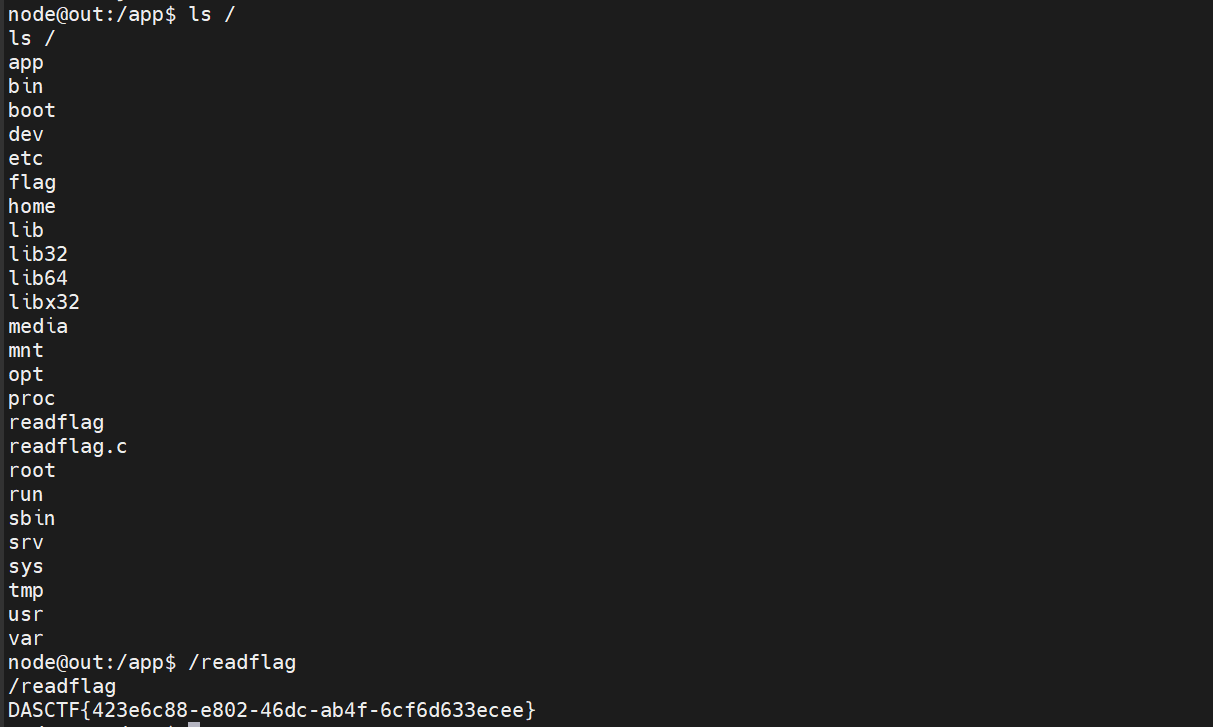 node@out:/app$ ls /
ls /
app
bin
boot
dev
etc
flag
home
lib
lib32
lib64
libx32
media
mnt
opt
proc
readflag
readflag.c
root
run
sbin
srv
sys
tmp
usr
var
node@out:/app$ /readflag
/readflag
DASCTF{423e6c88-e802-46dc-ab4f-6cf6d633ecee}